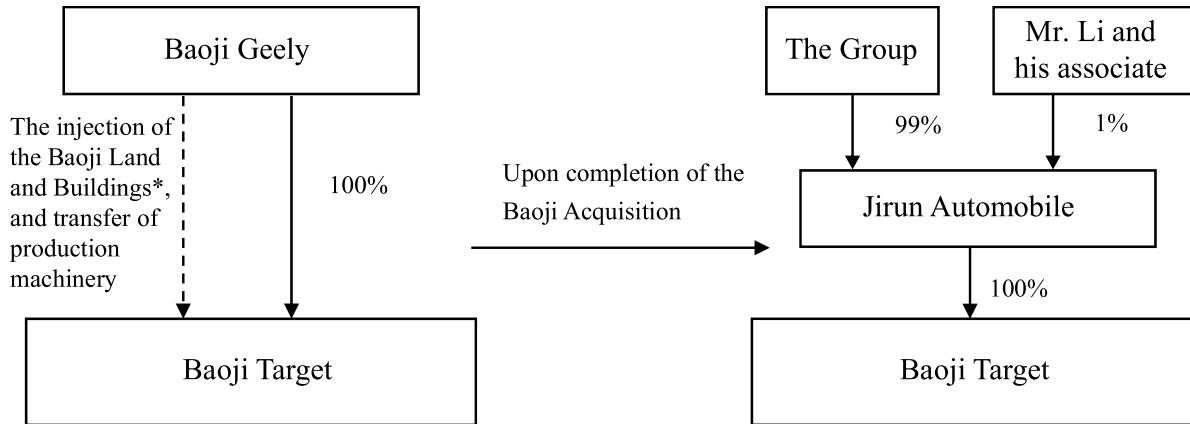 Baoji Geely
The injection of
the Baoji Land
and Buildings*,
and transfer of
production
machinery
100%
Baoji Target
Upon completion of the
Baoji Acquisition
The Group
Mr. Li and
his associate
99%
1%
Jirun Automobile
100%
Baoji Target